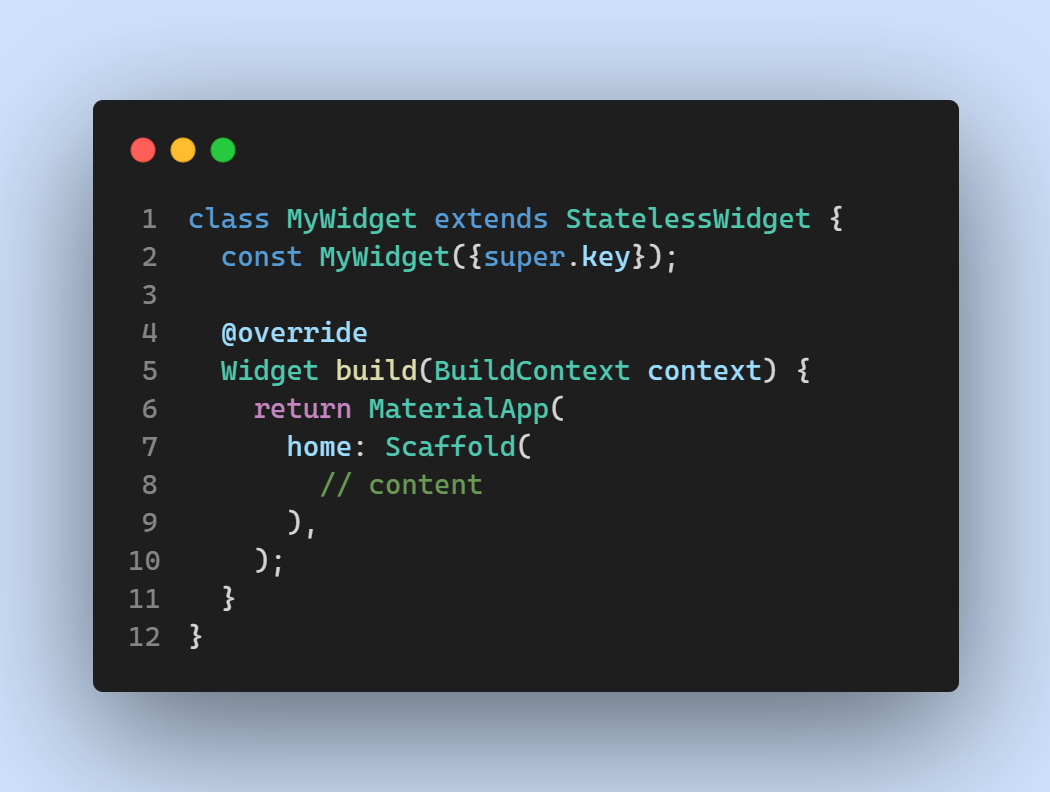 1 class MyWidget extends StatelessWidget {
2   const MyWidget({super.key});
3
4   @override
5   Widget build(BuildContext context) {
6     return MaterialApp(
7       home: Scaffold(
8         // content
9       ),
10     );
11   }
12 }